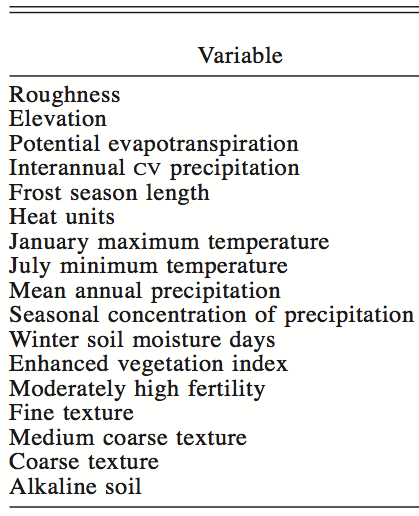 Variable
Roughness
Elevation
Potential evapotranspiration
Interannual CV precipitation
Frost season length
Heat units
January maximum temperature
July minimum temperature
Mean annual precipitation
Seasonal concentration of precipitation
Winter soil moisture days
Enhanced vegetation index
Moderately high fertility
Fine texture
Medium coarse texture
Coarse texture
Alkaline soil